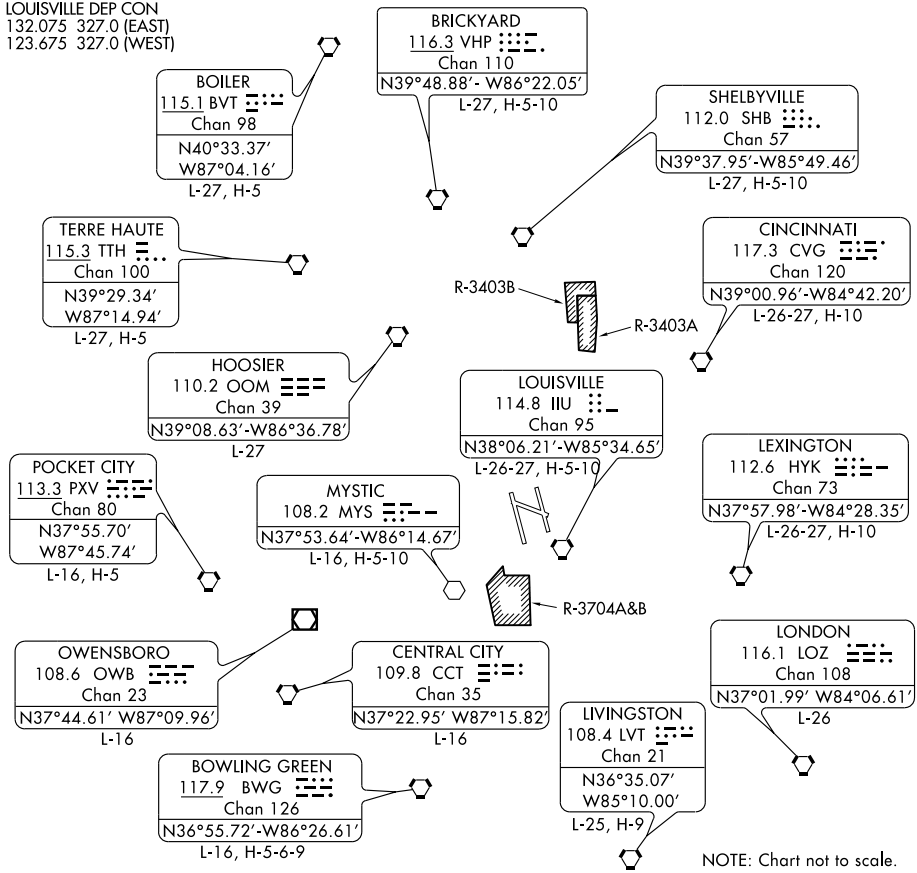 LOUISVILLE DEP CON
132.075 327.0 (EAST)
123.675 327.0 (WEST)
BRICKYARD
116.3 VHP
Chan 110
N39°48.88′- W86°22.05′
L-27, H-5-10
BOILER
115.1 BVT
Chan 98
N40°33.37′
W87°04.16′
L-27, H-5
SHELBYVILLE
112.0 SHB
Chan 57
N39°37.95′-W85°49.46′
L-27, H-5-10
TERRE HAUTE
115.3 TTH
Chan 100
N39°29.34′
W87°14.94′
L-27, H-5
CINCINNATI
117.3 CVG
Chan 120
N39°00.96′-W84°42.20′
L-26-27, H-10
R-3403B
R-3403A
HOOSIER
110.2 OOM
Chan 39
N39°08.63′-W86°36.78′
L-27
LOUISVILLE
114.8 IIU
Chan 95
N38°06.21′-W85°34.65′
L-26-27, H-5-10
LEXINGTON
112.6 HYK
Chan 73
N37°57.98′-W84°28.35′
L-26-27, H-10
POCKET CITY
113.3 PXV
Chan 80
N37°55.70′
W87°45.74′
L-16, H-5
MYSTIC
108.2 MYS
N37°53.64′-W86°14.67′
L-16, H-5-10
R-3704A&B
OWENSBORO
108.6 OWB
Chan 23
N37°44.61′ W87°09.96′
L-16
CENTRAL CITY
109.8 CCT
Chan 35
N37°22.95′ W87°15.82′
L-16
LONDON
116.1 LOZ
Chan 108
N37°01.99′ W84°06.61′
L-26
LIVINGSTON
108.4 LVT
Chan 21
N36°35.07′
W85°10.00′
L-25, H-9
BOWLING GREEN
117.9 BWG
Chan 126
N36°55.72′-W86°26.61′
L-16, H-5-6-9
NOTE: Chart not to scale.